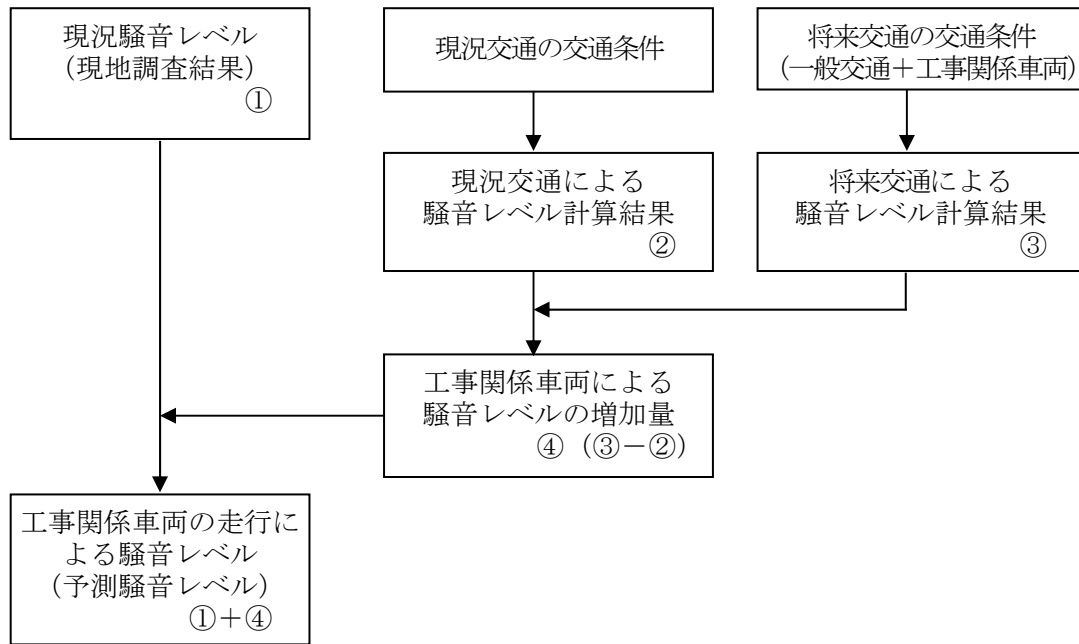 現況騒音レベル
（現地調査結果）
①
現況交通の交通条件
将来交通の交通条件
（一般交通＋工事関係車両）
現況交通による
騒音レベル計算結果
②
将来交通による
騒音レベル計算結果
③
工事関係車両による
騒音レベルの増加量
④（③－②）
工事関係車両の走行に
よる騒音レベル
（予測騒音レベル）
①＋④